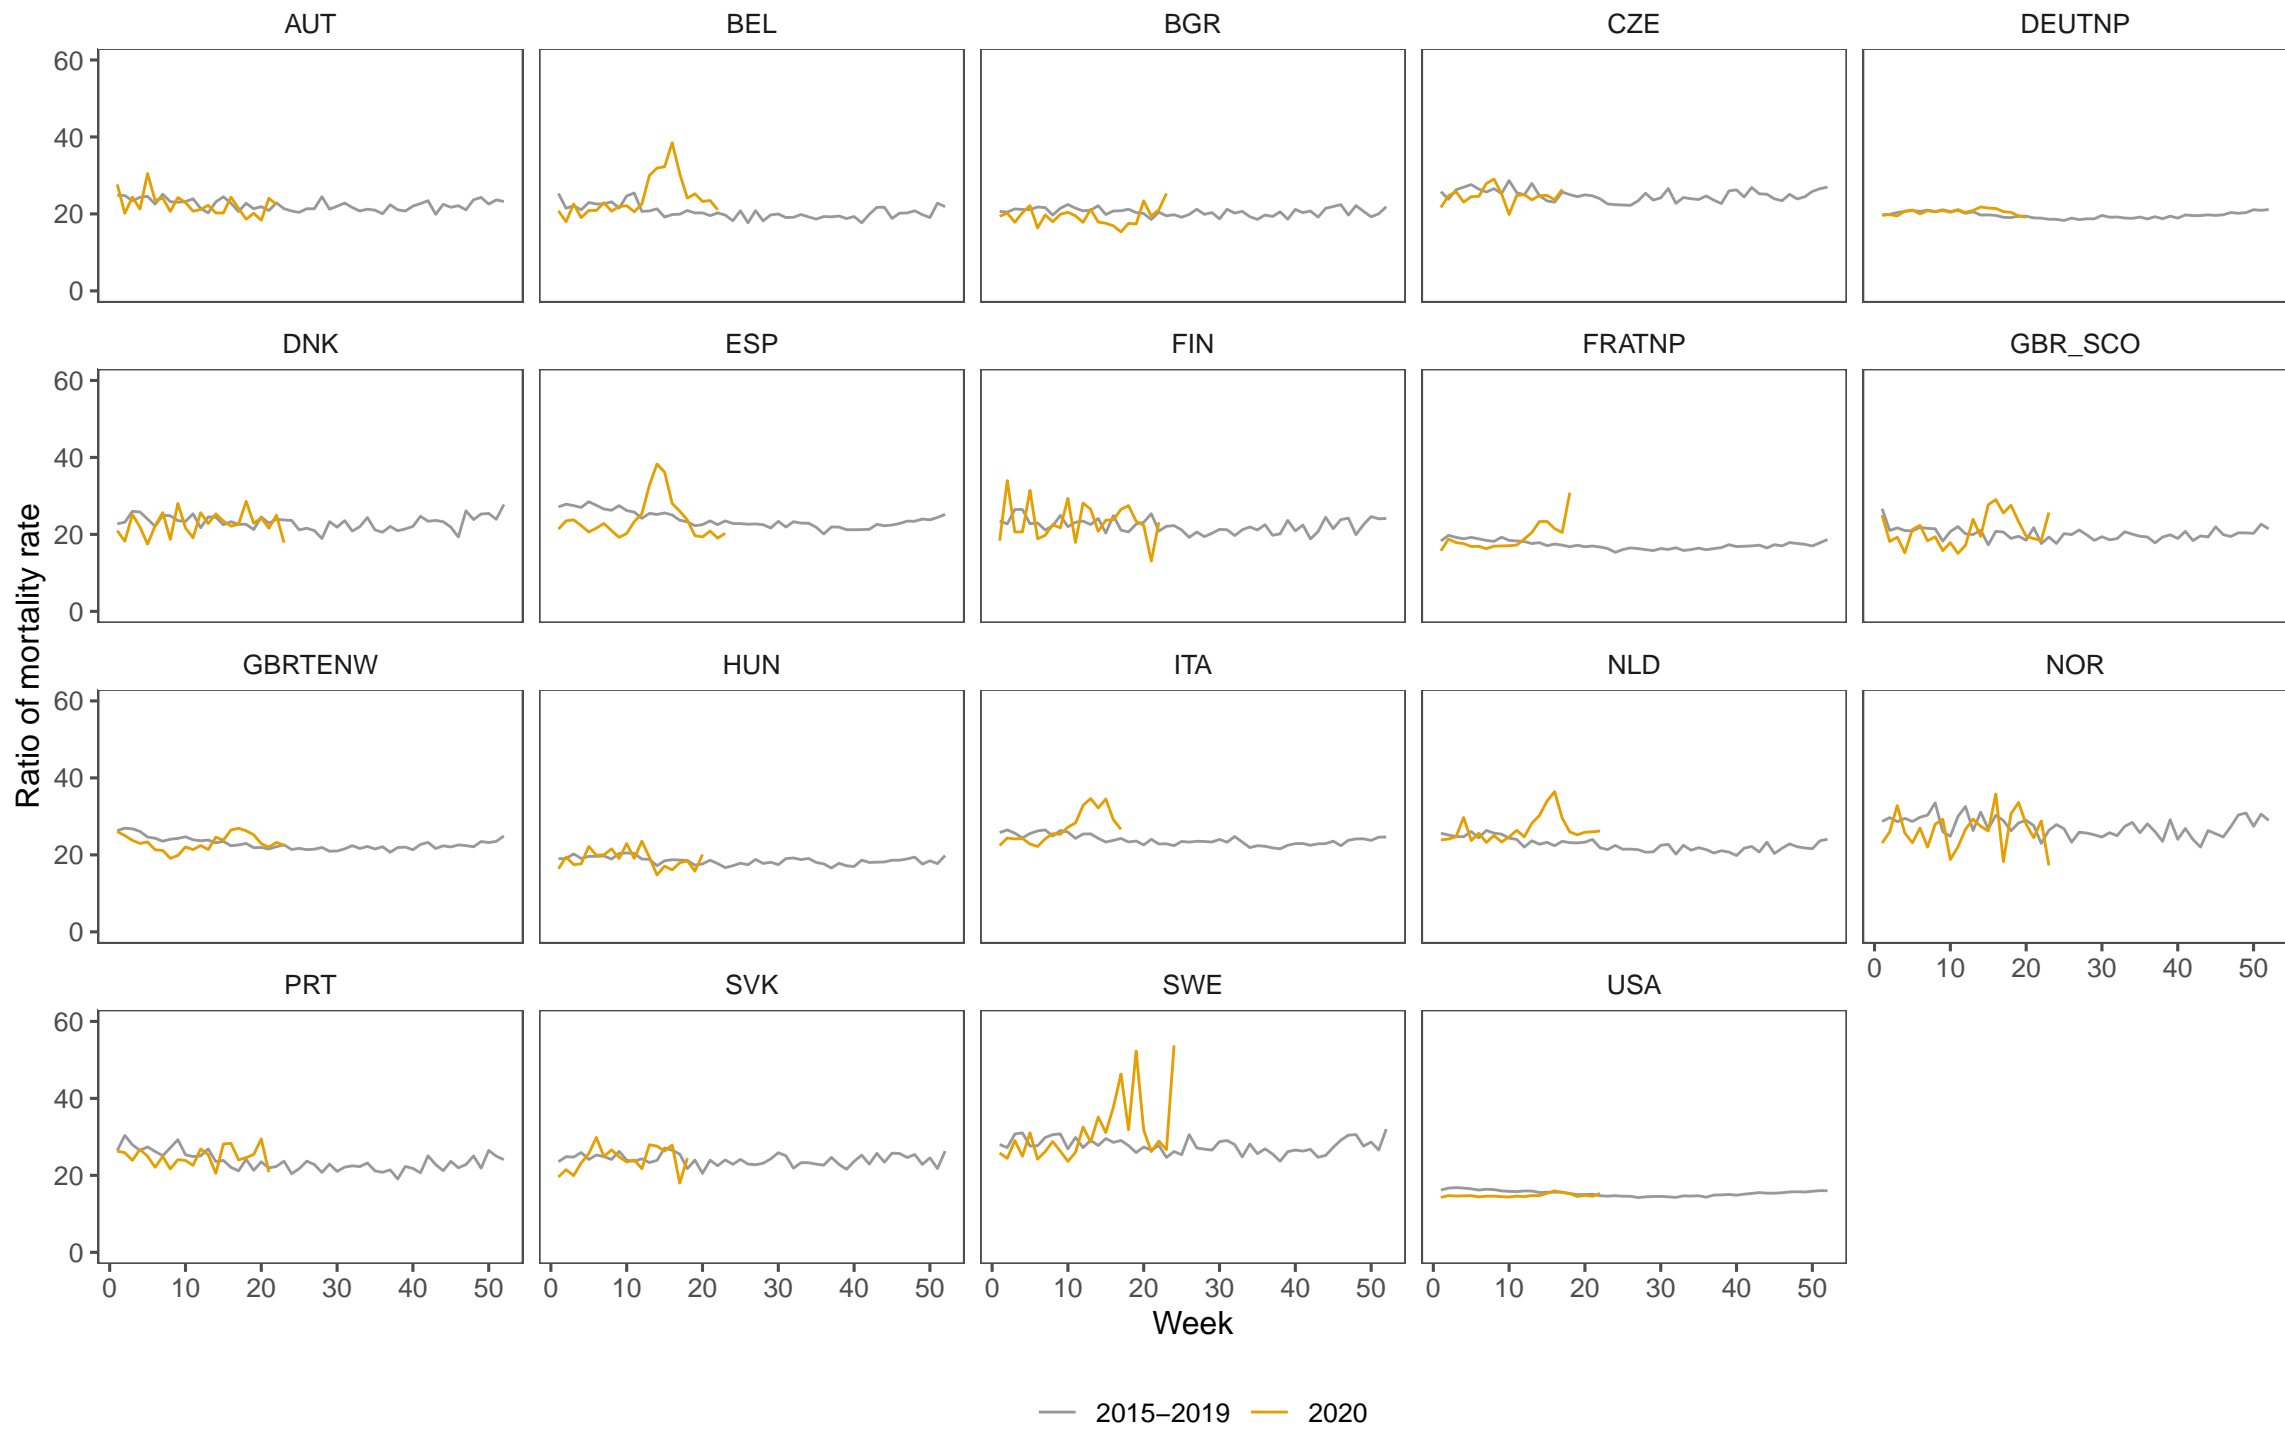 AUT BEL BGR CZE DEUTNP
60
40
20
0
DNK ESP FIN FRATNP GBR_SCO
60
40
20
0
Ratio of mortality rate
GBRTENW HUN ITA NLD NOR
60
40
20
0
0 10 20 30 40 50
PRT SVK SWE USA
60
40
20
0
0 10 20 30 40 50 0 10 20 30 40 50 0 10 20 30 40 50 0 10 20 30 40 50
Week
2015–2019 2020